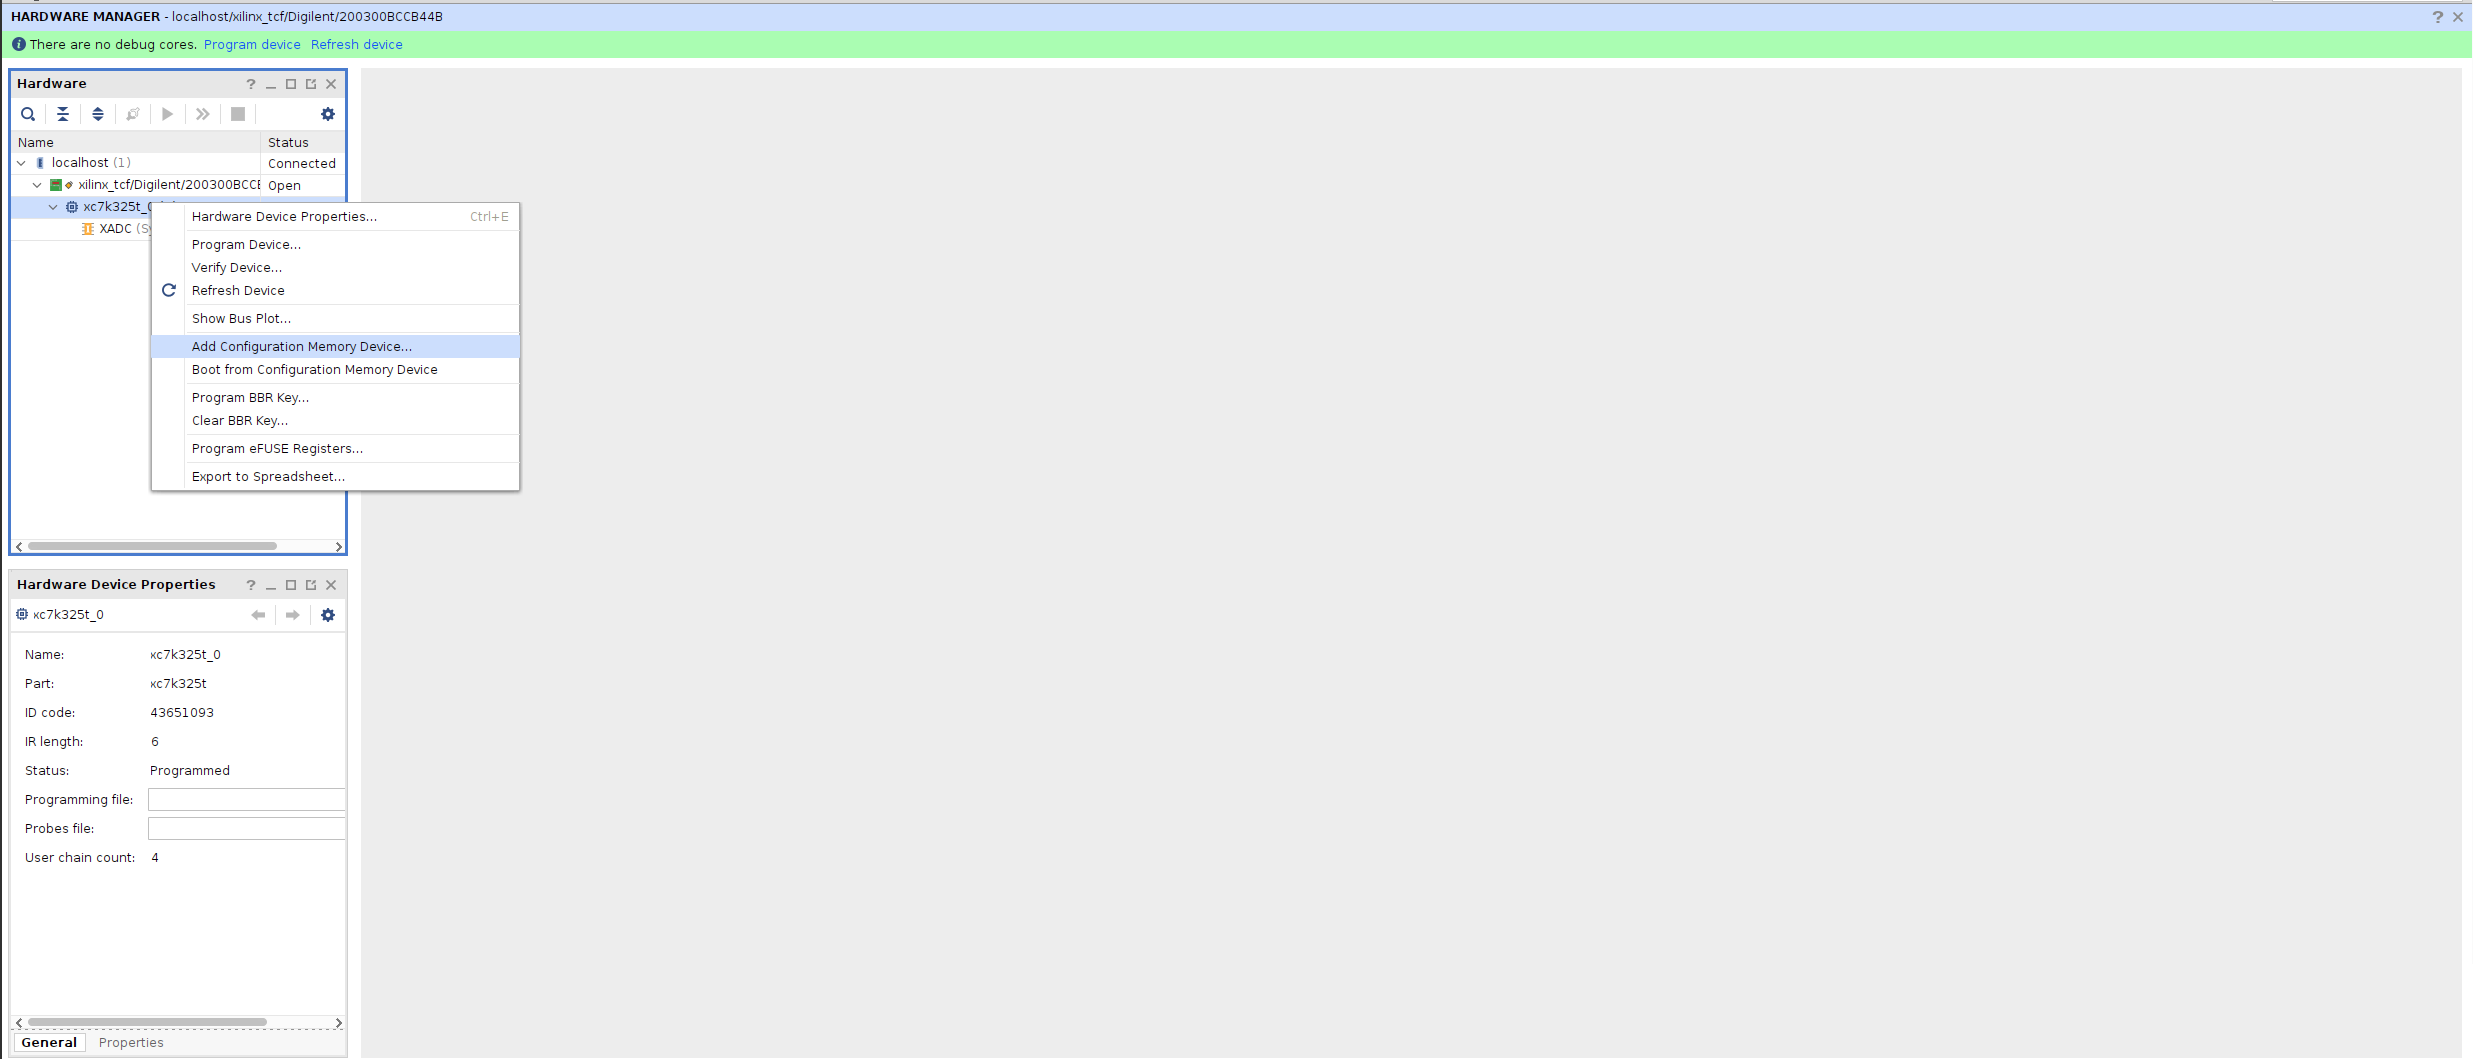 HARDWARE MANAGER - localhost/xilinx_tcf/Digilent/200300BCCB44B
There are no debug cores. Program device Refresh device
Hardware
Name Status
localhost (1) Connected
xilinx_tcf/Digilent/200300BCCE Open
xc7k325t_0
XADC (Sy
Hardware Device Properties... Ctrl+E
Program Device...
Verify Device...
Refresh Device
Show Bus Plot...
Add Configuration Memory Device...
Boot from Configuration Memory Device
Program BBR Key...
Clear BBR Key...
Program eFUSE Registers...
Export to Spreadsheet...
Hardware Device Properties
xc7k325t_0
Name: xc7k325t_0
Part: xc7k325t
ID code: 43651093
IR length: 6
Status: Programmed
Programming file:
Probes file:
User chain count: 4
General Properties